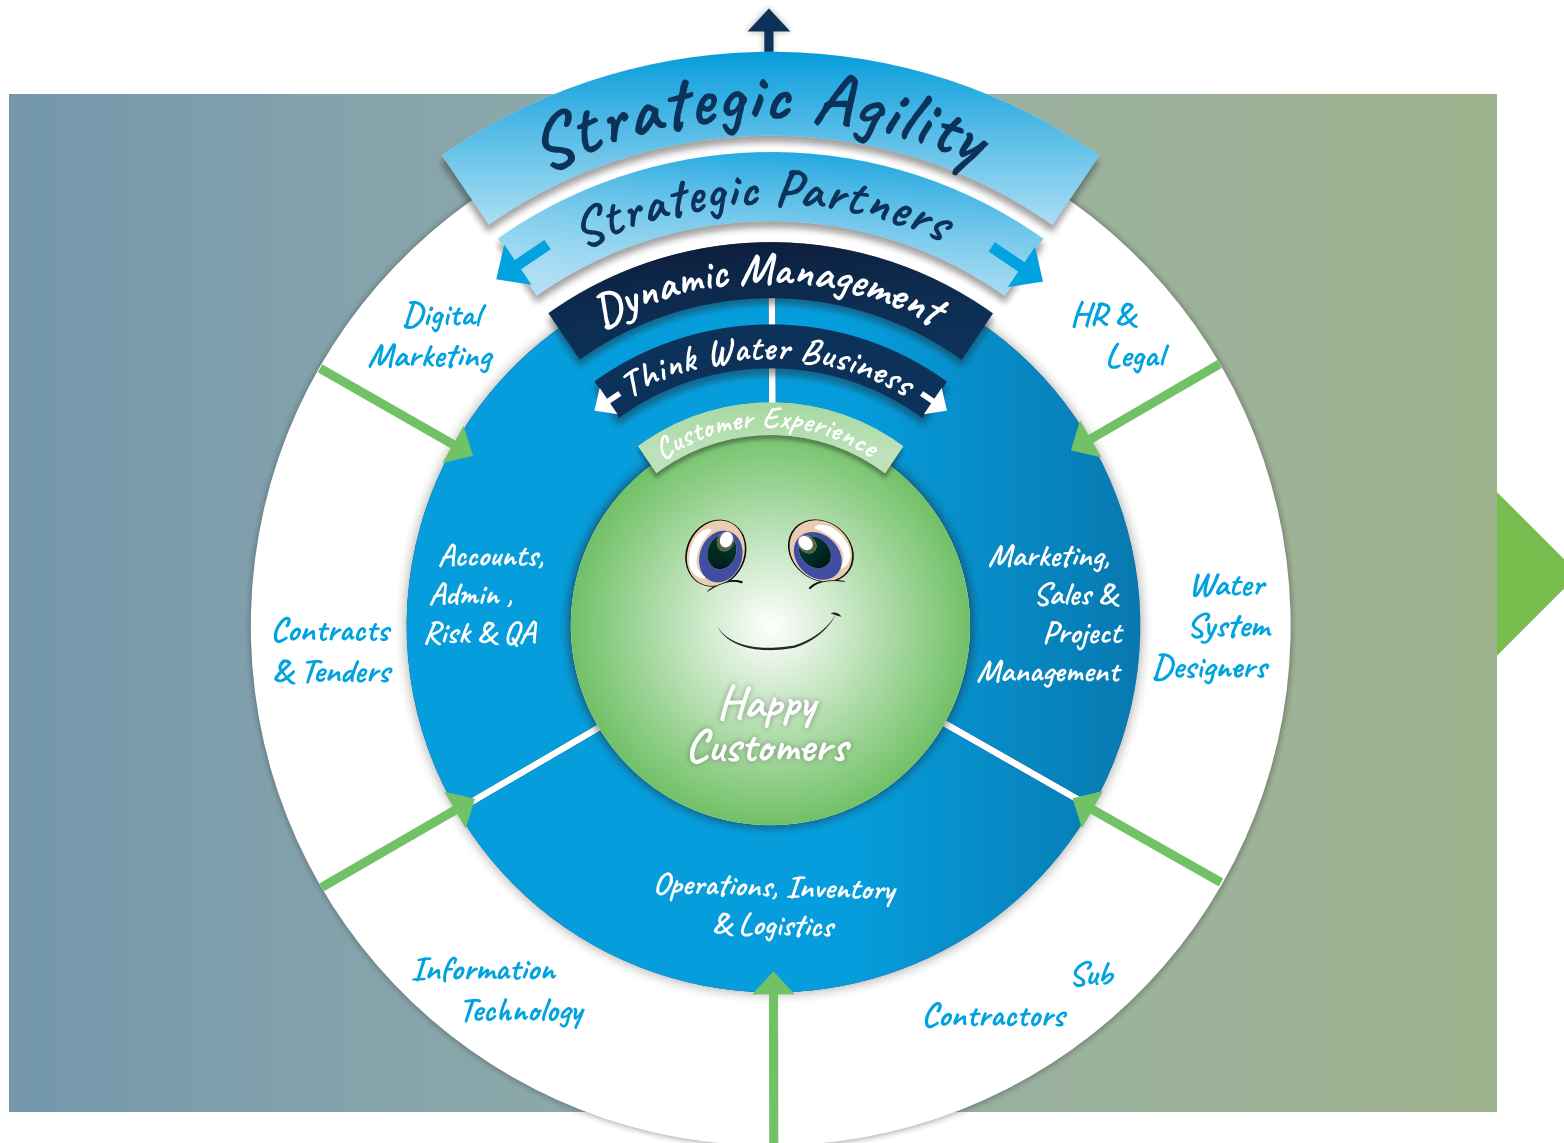 Strategic Agility
Strategic Partners
Dynamic Management
Think Water Business
Customer Experience
Digital
Marketing
HR &
Legal
Accounts,
Admin ,
Risk & QA
Marketing,
Sales &
Project
Management
Contracts
& Tenders
Water
System
Designers
Happy
Customers
Operations, Inventory
& Logistics
Information
Technology
Sub
Contractors